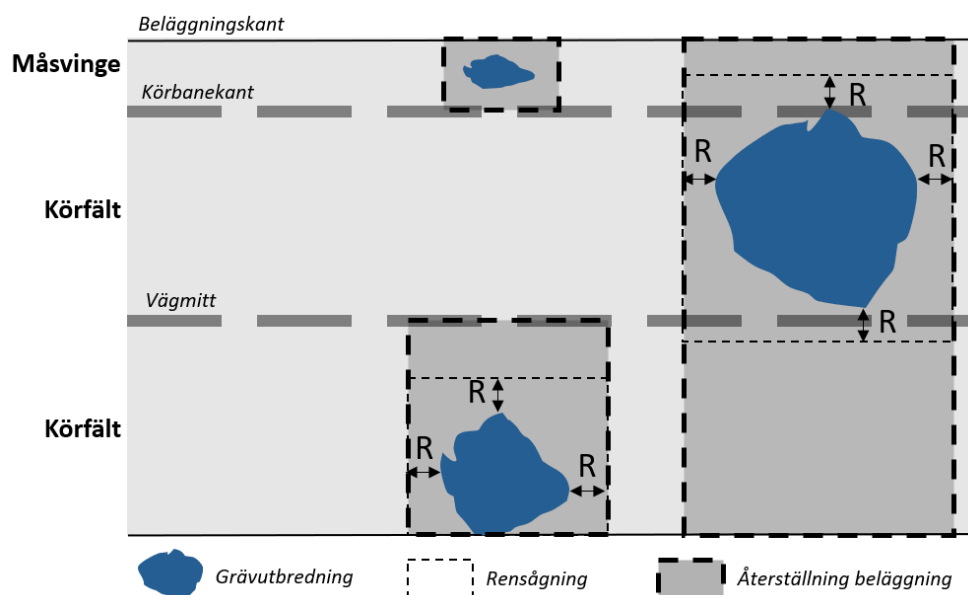 Beläggningskant
Måsvinge
Körbanekant
R
R
R
Körfält
Vägmitt
R
R
Körfält
R
R
Grävutbredning
Rensågning
Återställning beläggning